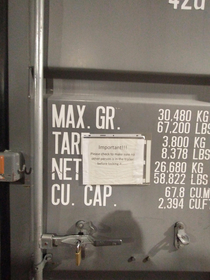 MAX. GR. 30.480 KG
67.200 LBS
TAR 3.800 KG
8.378 LBS
NET 26.680 KG
58.822 LBS
CU. CAP. 67.8 CU.M
2.394 CU.F
Important!!!